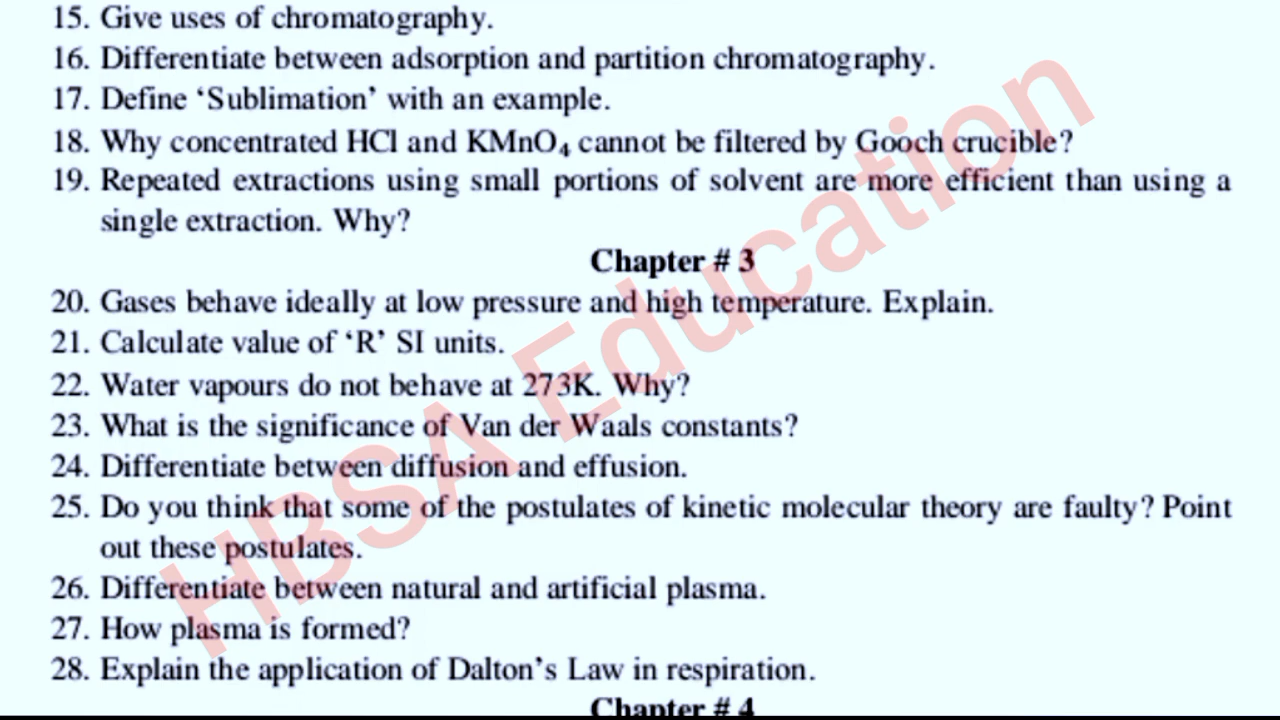 15. Give uses of chromatography.
16. Differentiate between adsorption and partition chromatography.
17. Define ‘Sublimation’ with an example.
18. Why concentrated HCl and KMnO₄ cannot be filtered by Gooch crucible?
19. Repeated extractions using small portions of solvent are more efficient than using a
single extraction. Why?
Chapter # 3
20. Gases behave ideally at low pressure and high temperature. Explain.
21. Calculate value of ‘R’ SI units.
22. Water vapours do not behave at 273K. Why?
23. What is the significance of Van der Waals constants?
24. Differentiate between diffusion and effusion.
25. Do you think that some of the postulates of kinetic molecular theory are faulty? Point
out these postulates.
26. Differentiate between natural and artificial plasma.
27. How plasma is formed?
28. Explain the application of Dalton’s Law in respiration.
Chapter # 4
HBSA Education